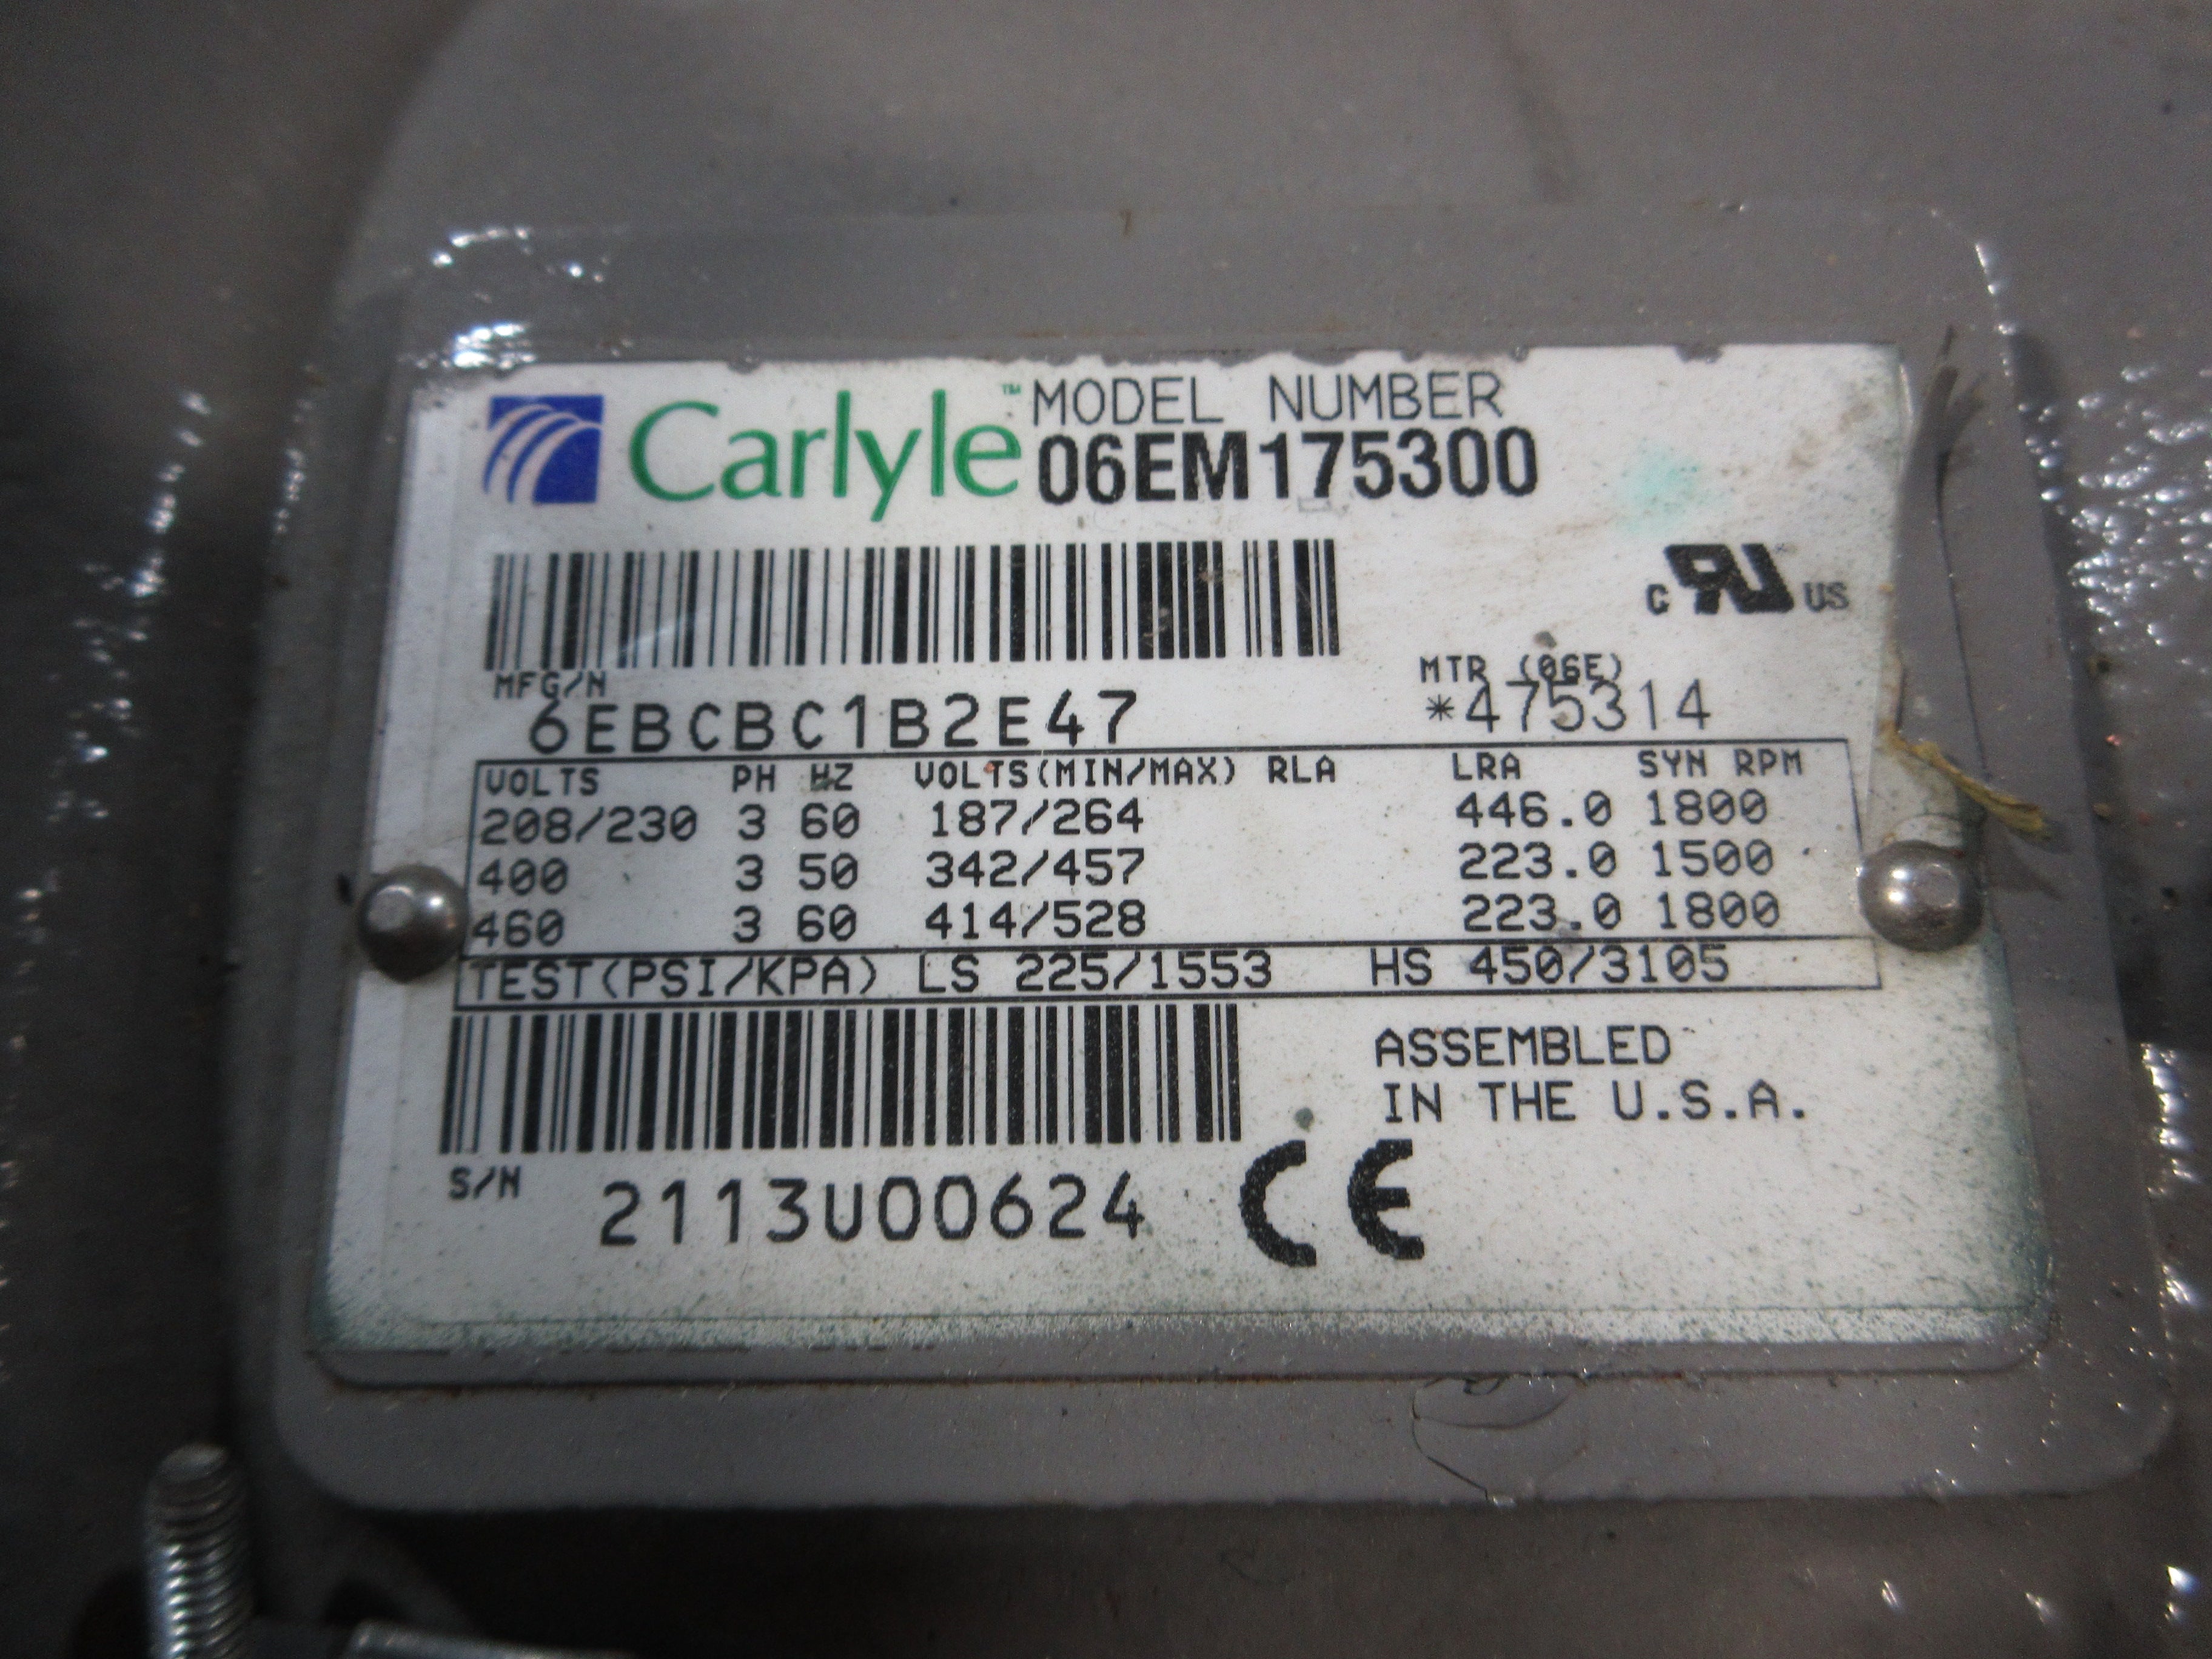 Carlyle™ MODEL NUMBER
06EM175300
C RU US
MFG/N
6EBCBC1B2E47
MTR (06E)
*475314
VOLTS PH HZ VOLTS(MIN/MAX) RLA LRA SYN RPM
208/230 3 60 187/264 446.0 1800
400 3 50 342/457 223.0 1500
460 3 60 414/528 223.0 1800
TEST(PSI/KPA) LS 225/1553 HS 450/3105
ASSEMBLED
IN THE U.S.A.
S/N 2113U00624 CE